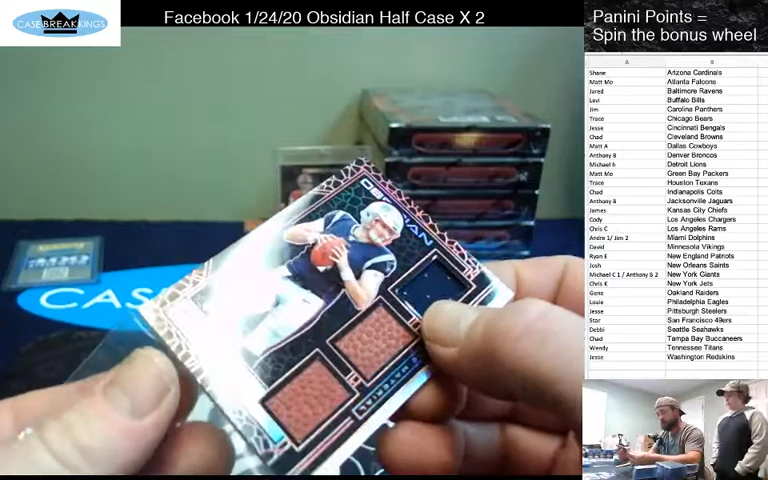 CASE BREAK KINGS
Facebook 1/24/20 Obsidian Half Case X 2
Panini Points =
Spin the bonus wheel
A B
Shane Arizona Cardinals
Matt Mo Atlanta Falcons
Jared Baltimore Ravens
Levi Buffalo Bills
Jim Carolina Panthers
Trace Chicago Bears
Jesse Cincinnati Bengals
Chad Cleveland Browns
Matt A Dallas Cowboys
Anthony B Denver Broncos
Michael h Detroit Lions
Matt Mo Green Bay Packers
Trace Houston Texans
Chad Indianapolis Colts
Anthony B Jacksonville Jaguars
James Kansas City Chiefs
Cody Los Angeles Chargers
Chris C Los Angeles Rams
Andre 1/ Jim 2 Miami Dolphins
David Minnesota Vikings
Ryan E New England Patriots
Josh New Orleans Saints
Michael C 1 / Anthony B 2 New York Giants
Chris K New York Jets
Gene Oakland Raiders
Louie Philadelphia Eagles
Jesse Pittsburgh Steelers
Star San Francisco 49ers
Debbi Seattle Seahawks
Chad Tampa Bay Buccaneers
Wendy Tennessee Titans
Jesse Washington Redskins
OBSIDIAN
MATERIAL
CASE